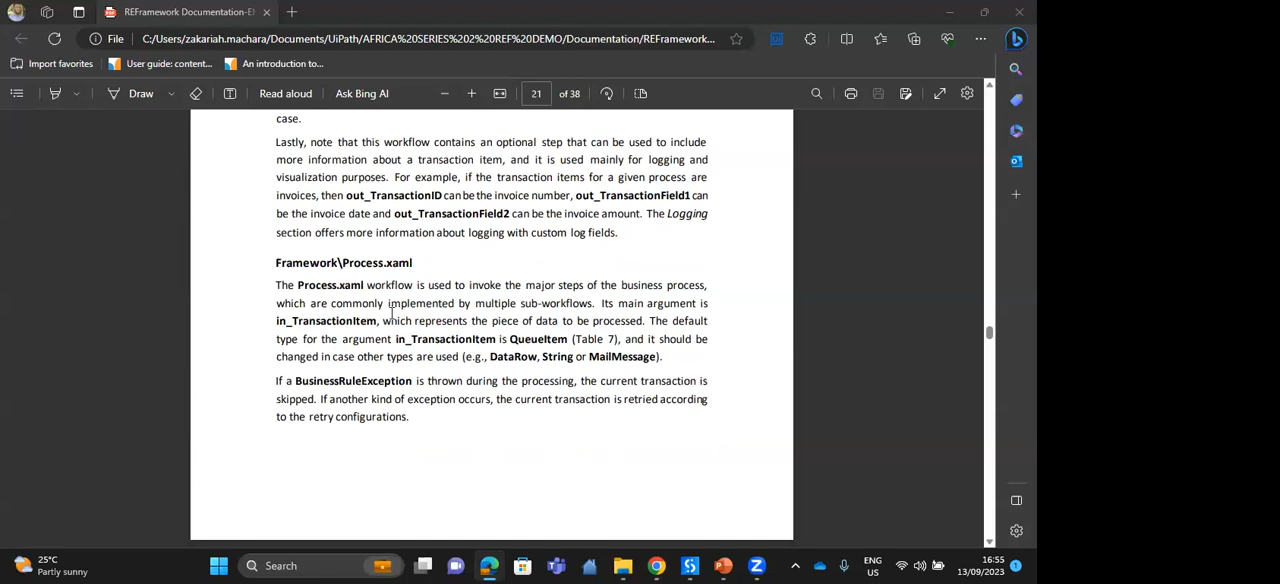 REFramework Documentation-E
File
C:/Users/zakariah.machara/Documents/UiPath/AFRICA%20SERIES%202%20REF%20DEMO/Documentation/REFramework...
Import favorites
User guide: content...
An introduction to...
Draw
Read aloud
Ask Bing AI
21
of 38
case.
Lastly, note that this workflow contains an optional step that can be used to include
more information about a transaction item, and it is used mainly for logging and
visualization purposes. For example, if the transaction items for a given process are
invoices, then out_TransactionID can be the invoice number, out_TransactionField1 can
be the invoice date and out_TransactionField2 can be the invoice amount. The Logging
section offers more information about logging with custom log fields.
Framework\Process.xaml
The Process.xaml workflow is used to invoke the major steps of the business process,
which are commonly implemented by multiple sub-workflows. Its main argument is
in_TransactionItem, which represents the piece of data to be processed. The default
type for the argument in_TransactionItem is QueueItem (Table 7), and it should be
changed in case other types are used (e.g., DataRow, String or MailMessage).
If a BusinessRuleException is thrown during the processing, the current transaction is
skipped. If another kind of exception occurs, the current transaction is retried according
to the retry configurations.
25°C
Partly sunny
Search
ENG
US
16:55
13/09/2023